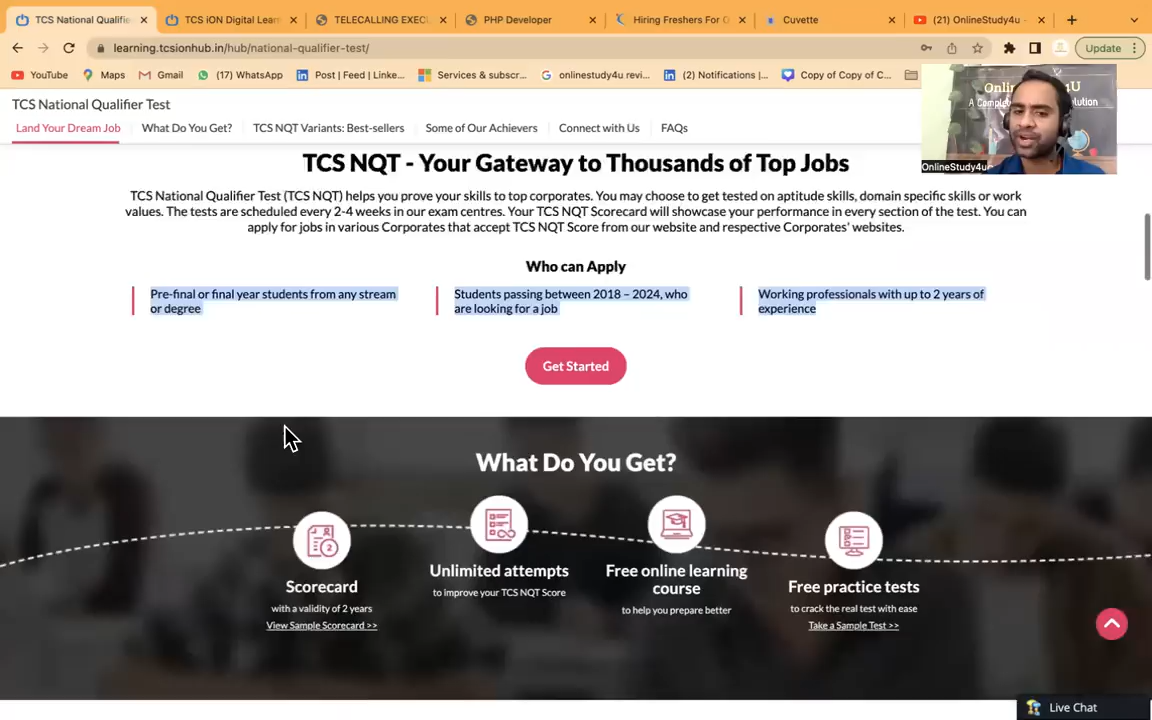 TCS National Qualifie
TCS iON Digital Lear
TELECALLING EXEC
PHP Developer
Hiring Freshers For
Cuvette
(21) OnlineStudy4u -
learning.tcsionhub.in/hub/national-qualifier-test/
Update
YouTube
Maps
Gmail
(17) WhatsApp
Post | Feed | Linke...
Services & subscr...
onlinestudy4u revi...
(2) Notifications |...
Copy of Copy of C...
TCS National Qualifier Test
Land Your Dream Job
What Do You Get?
TCS NQT Variants: Best-sellers
Some of Our Achievers
Connect with Us
FAQs
OnlineStudy4u
TCS NQT - Your Gateway to Thousands of Top Jobs
TCS National Qualifier Test (TCS NQT) helps you prove your skills to top corporates. You may choose to get tested on aptitude skills, domain specific skills or work
values. The tests are scheduled every 2-4 weeks in our exam centres. Your TCS NQT Scorecard will showcase your performance in every section of the test. You can
apply for jobs in various Corporates that accept TCS NQT Score from our website and respective Corporates' websites.
Who can Apply
Pre-final or final year students from any stream
or degree
Students passing between 2018 – 2024, who
are looking for a job
Working professionals with up to 2 years of
experience
Get Started
What Do You Get?
Scorecard
with a validity of 2 years
View Sample Scorecard >>
Unlimited attempts
to improve your TCS NQT Score
Free online learning
course
to help you prepare better
Free practice tests
to crack the real test with ease
Take a Sample Test >>
Live Chat